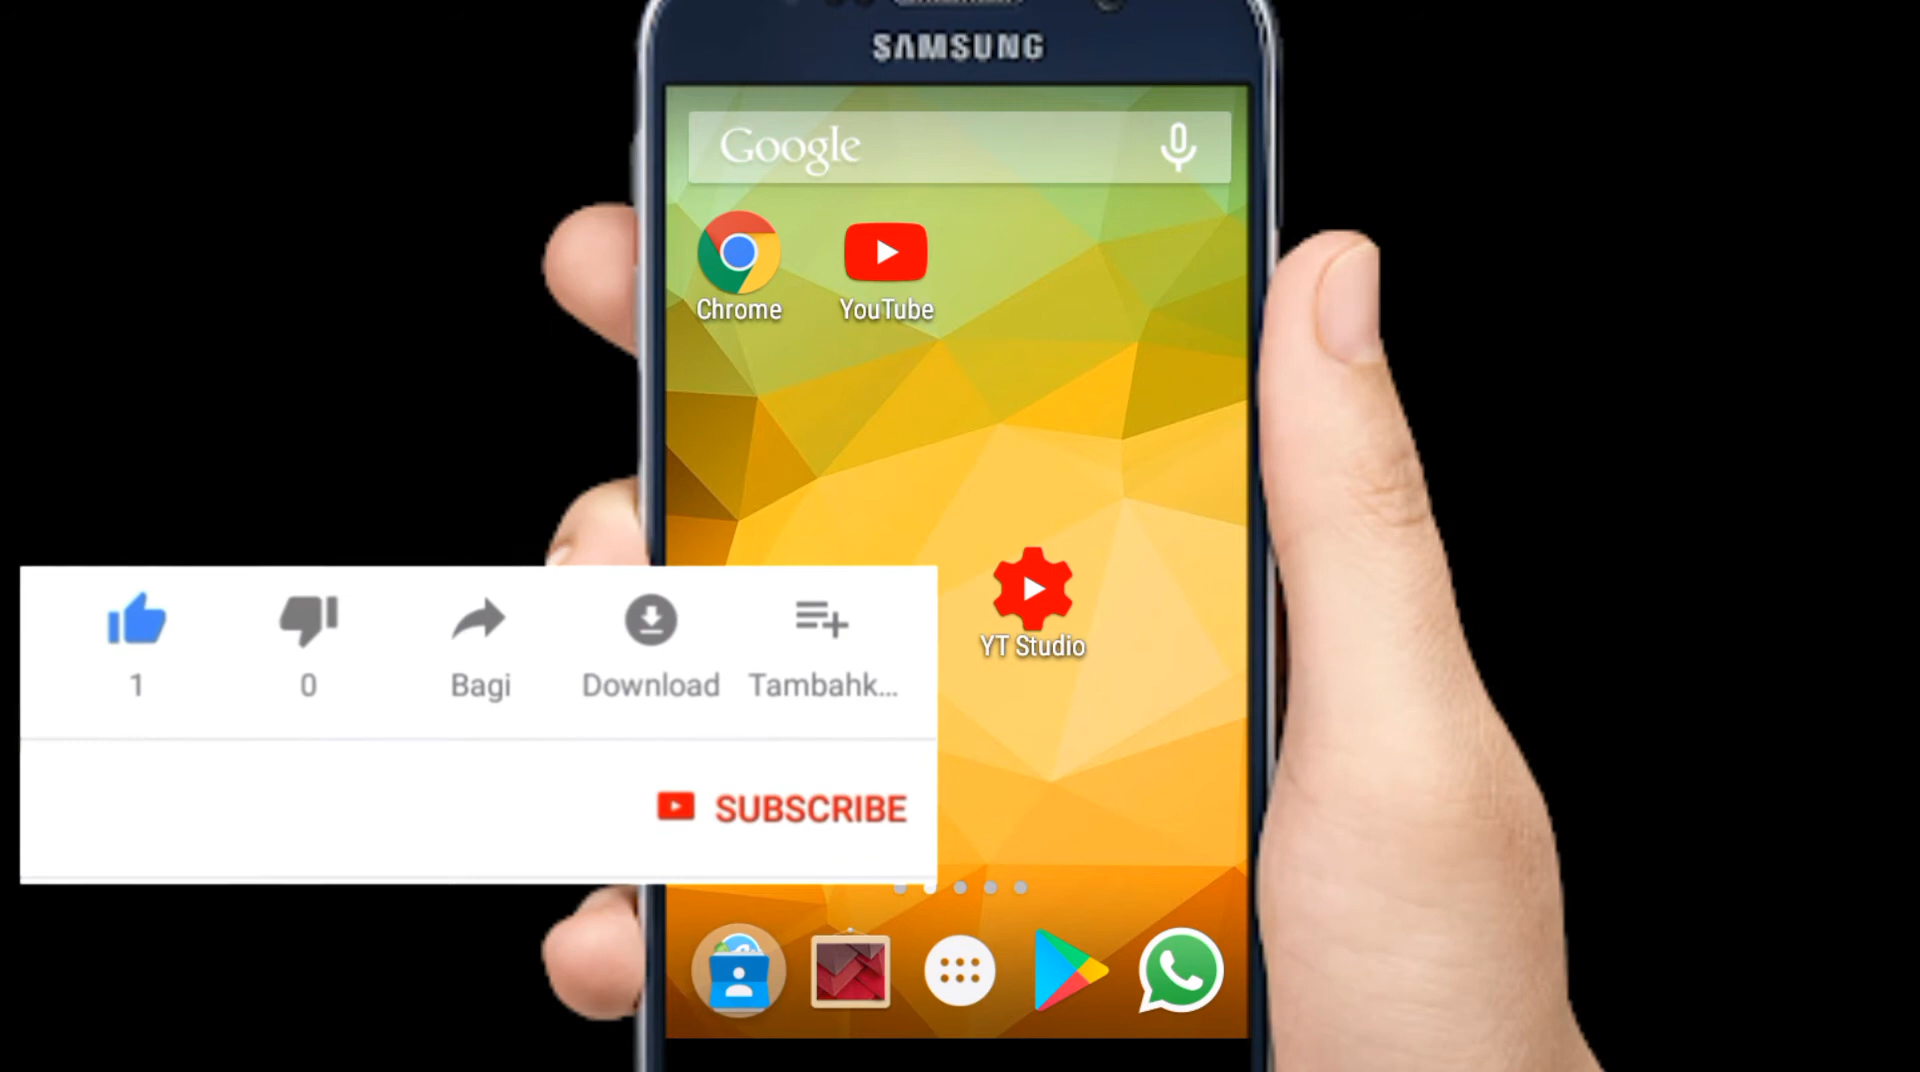 SAMSUNG
Google
Chrome YouTube
YT Studio
1 0 Bagi Download Tambahk...
SUBSCRIBE